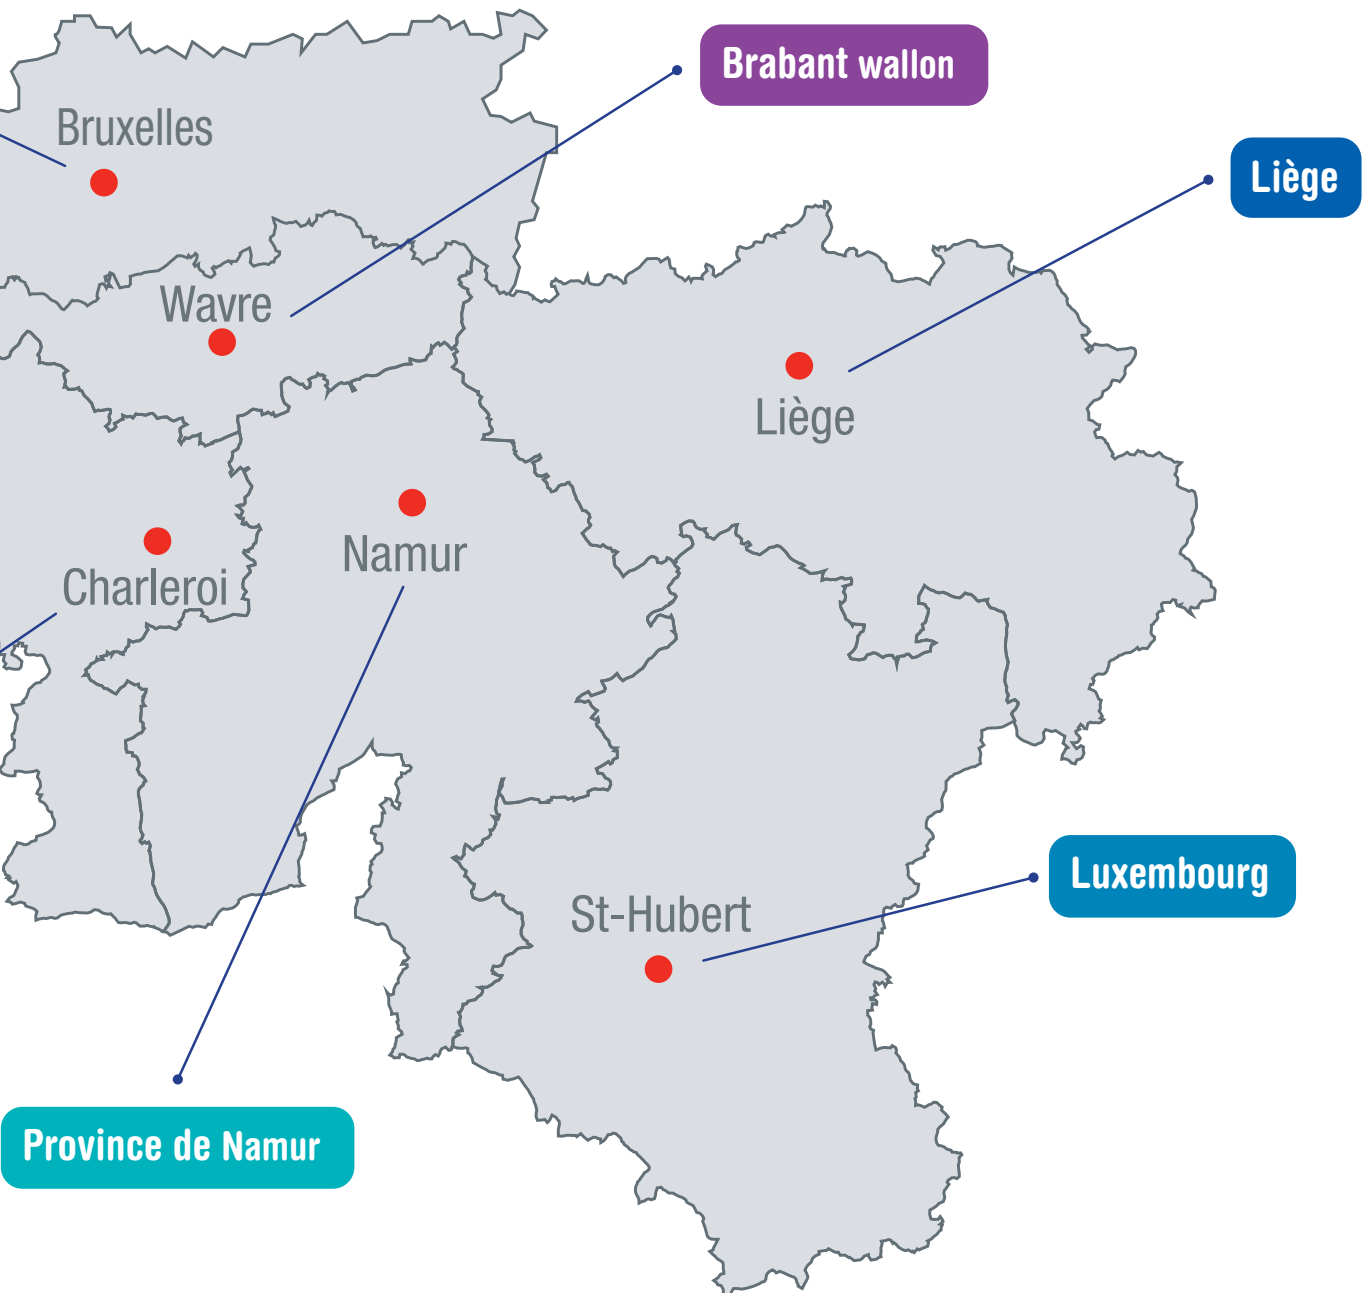 Brabant wallon
Bruxelles
Liège
Wavre
Liège
Namur
Charleroi
Luxembourg
St-Hubert
Province de Namur